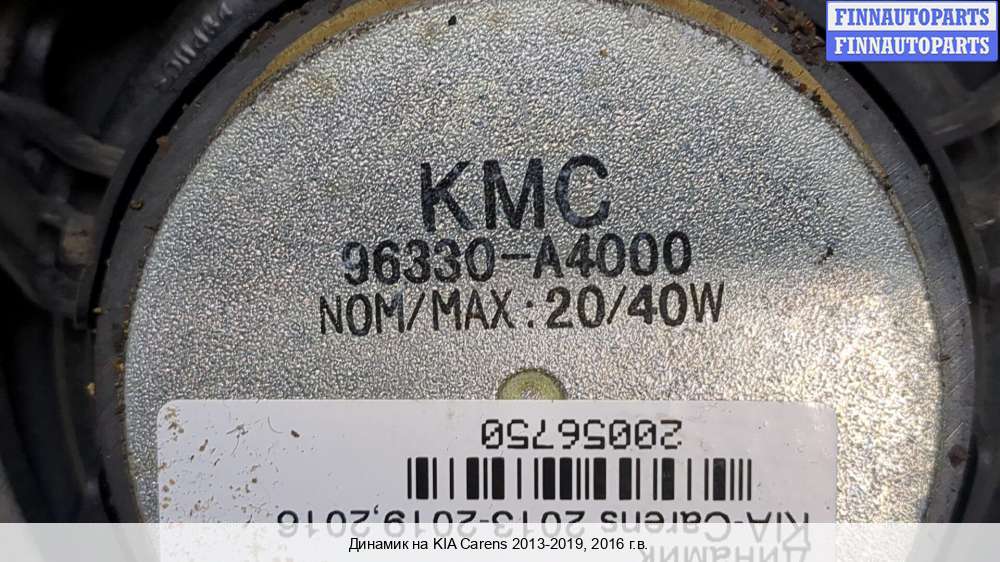 FINNAUTOPARTS
FINNAUTOPARTS
KMC
96330-A4000
NOM/MAX:20/40W
20056750
KIA-Carens 2013-2019,2016
Динамик
Динамик на KIA Carens 2013-2019, 2016 г.в.